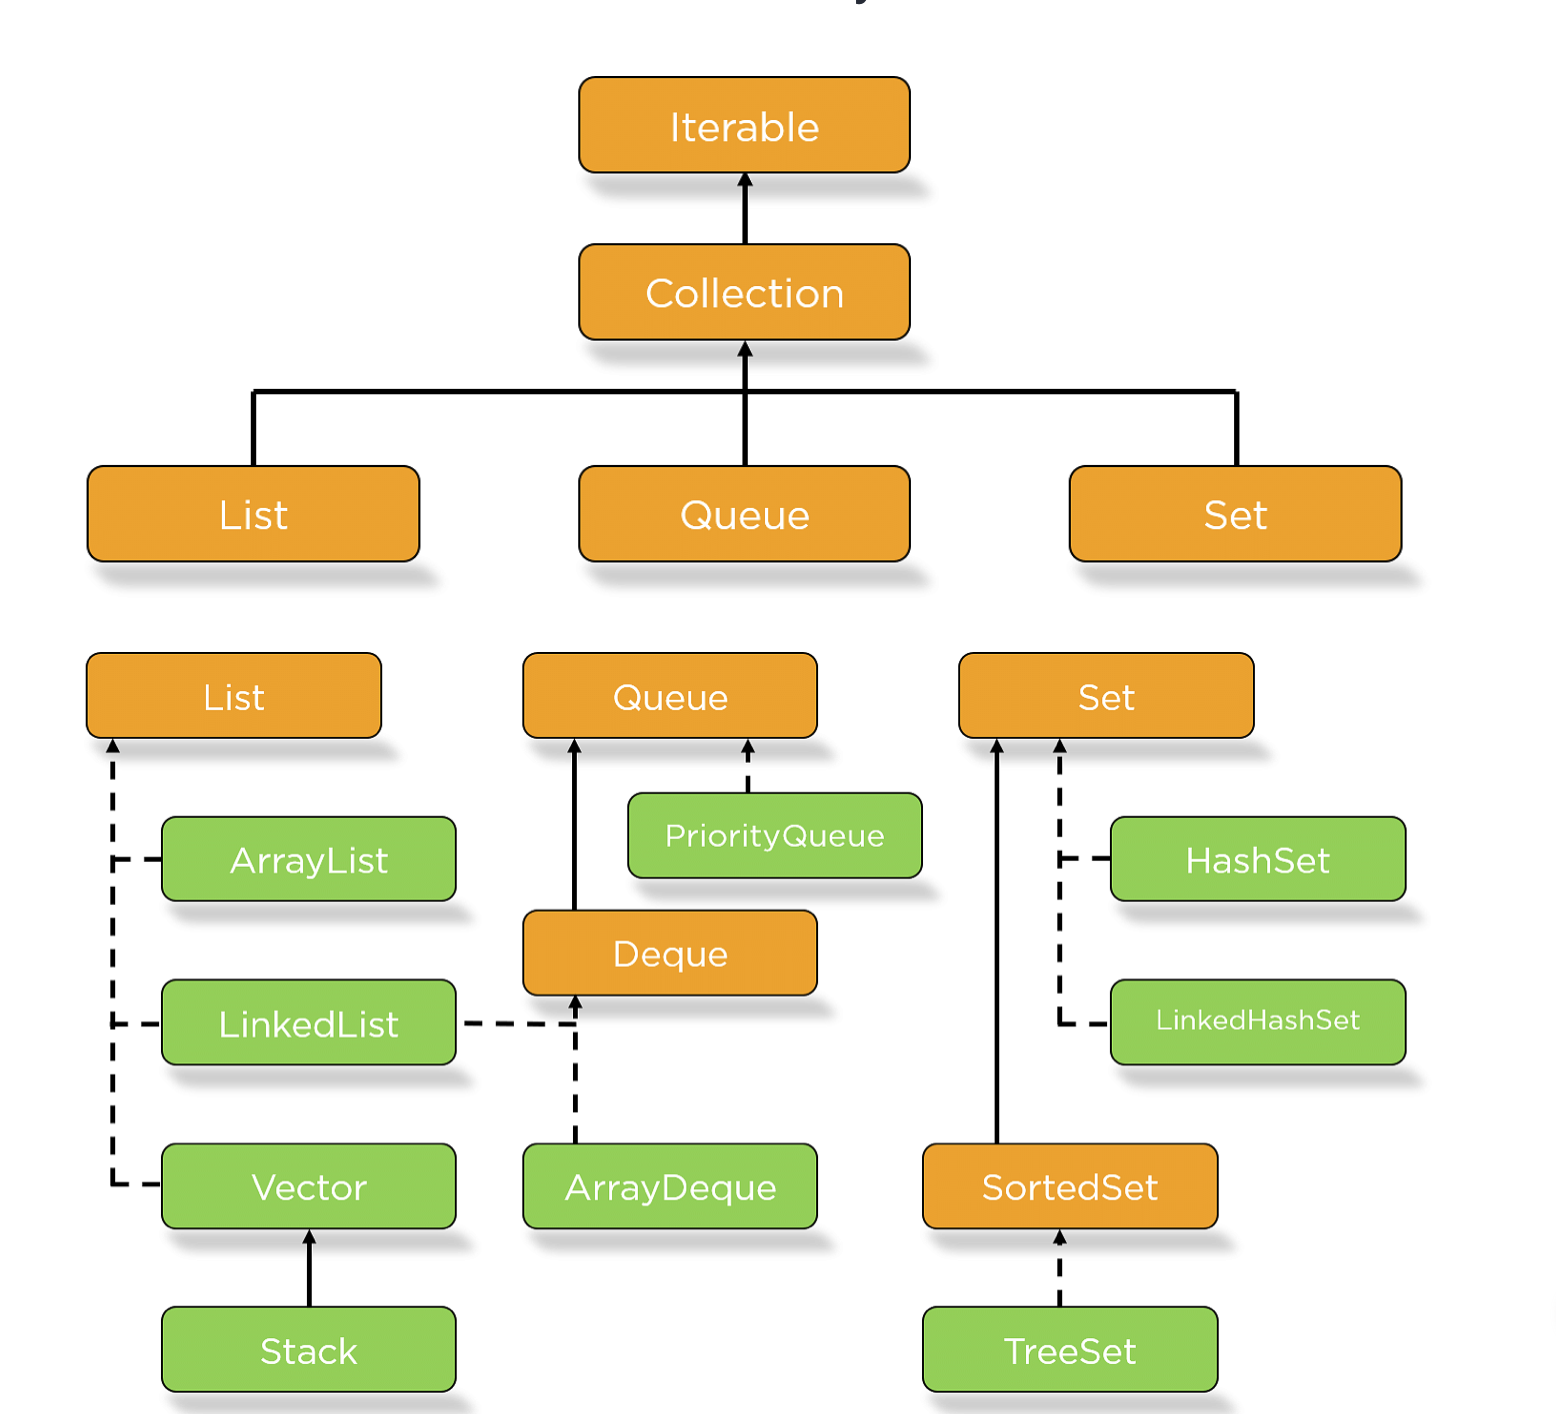 Iterable
Collection
List
Queue
Set
List
Queue
Set
PriorityQueue
ArrayList
HashSet
Deque
LinkedList
LinkedHashSet
Vector
ArrayDeque
SortedSet
Stack
TreeSet